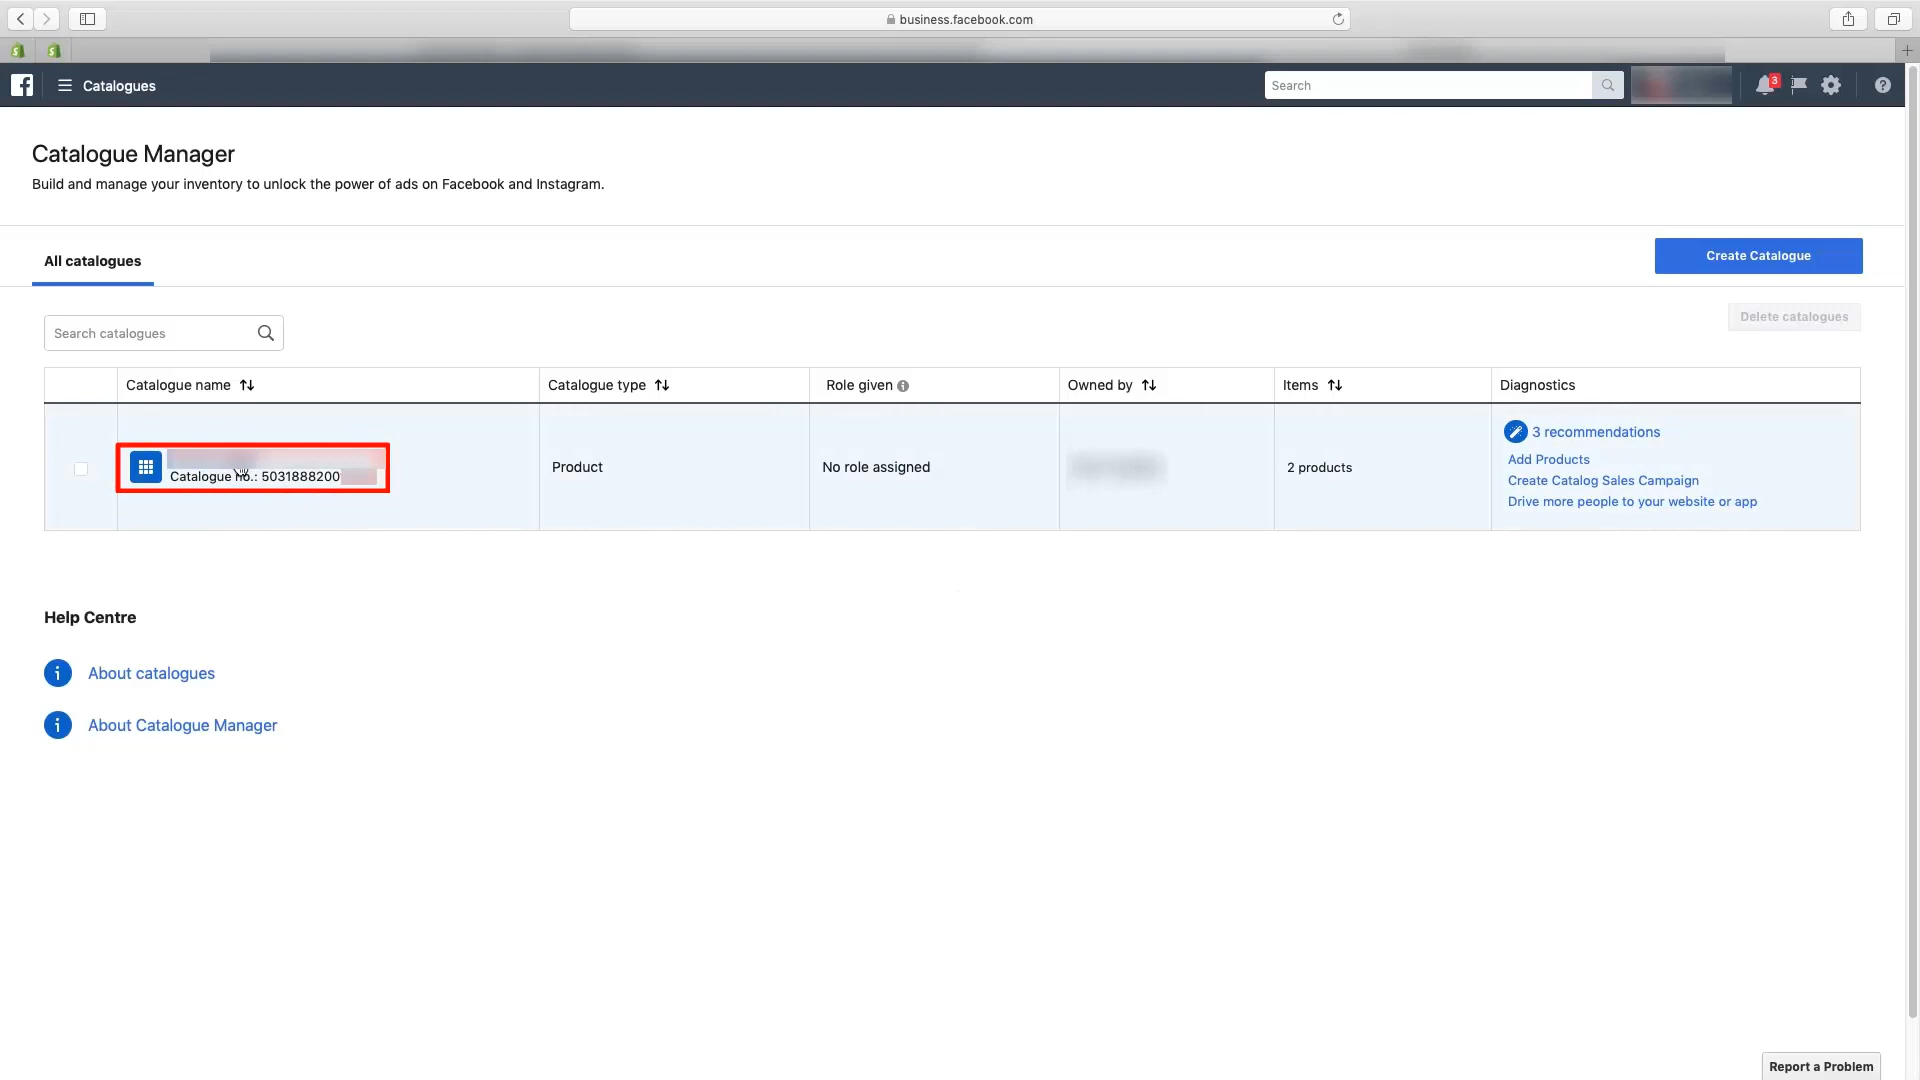 business.facebook.com
Catalogues
Search
3
Catalogue Manager
Build and manage your inventory to unlock the power of ads on Facebook and Instagram.
All catalogues
Create Catalogue
Delete catalogues
Search catalogues
Catalogue name
Catalogue type
Role given
Owned by
Items
Diagnostics
Catalogue no.: 5031888200
Product
No role assigned
2 products
3 recommendations
Add Products
Create Catalog Sales Campaign
Drive more people to your website or app
Help Centre
About catalogues
About Catalogue Manager
Report a Problem